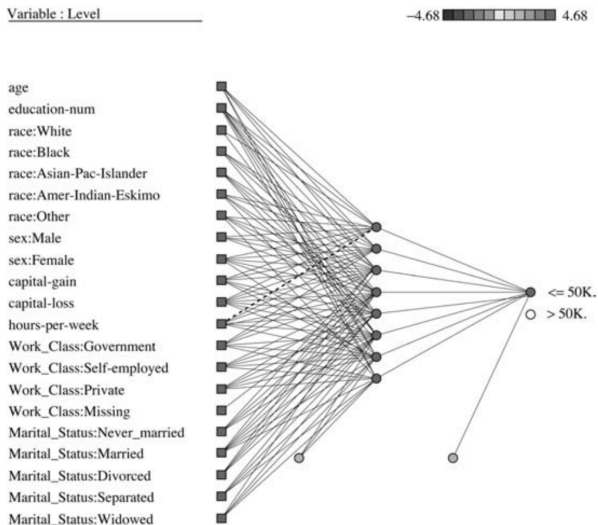 Variable : Level
−4.68 4.68
age
education-num
race:White
race:Black
race:Asian-Pac-Islander
race:Amer-Indian-Eskimo
race:Other
sex:Male
sex:Female
capital-gain
capital-loss
hours-per-week
Work_Class:Government
Work_Class:Self-employed
Work_Class:Private
Work_Class:Missing
Marital_Status:Never_married
Marital_Status:Married
Marital_Status:Divorced
Marital_Status:Separated
Marital_Status:Widowed
<= 50K.
> 50K.